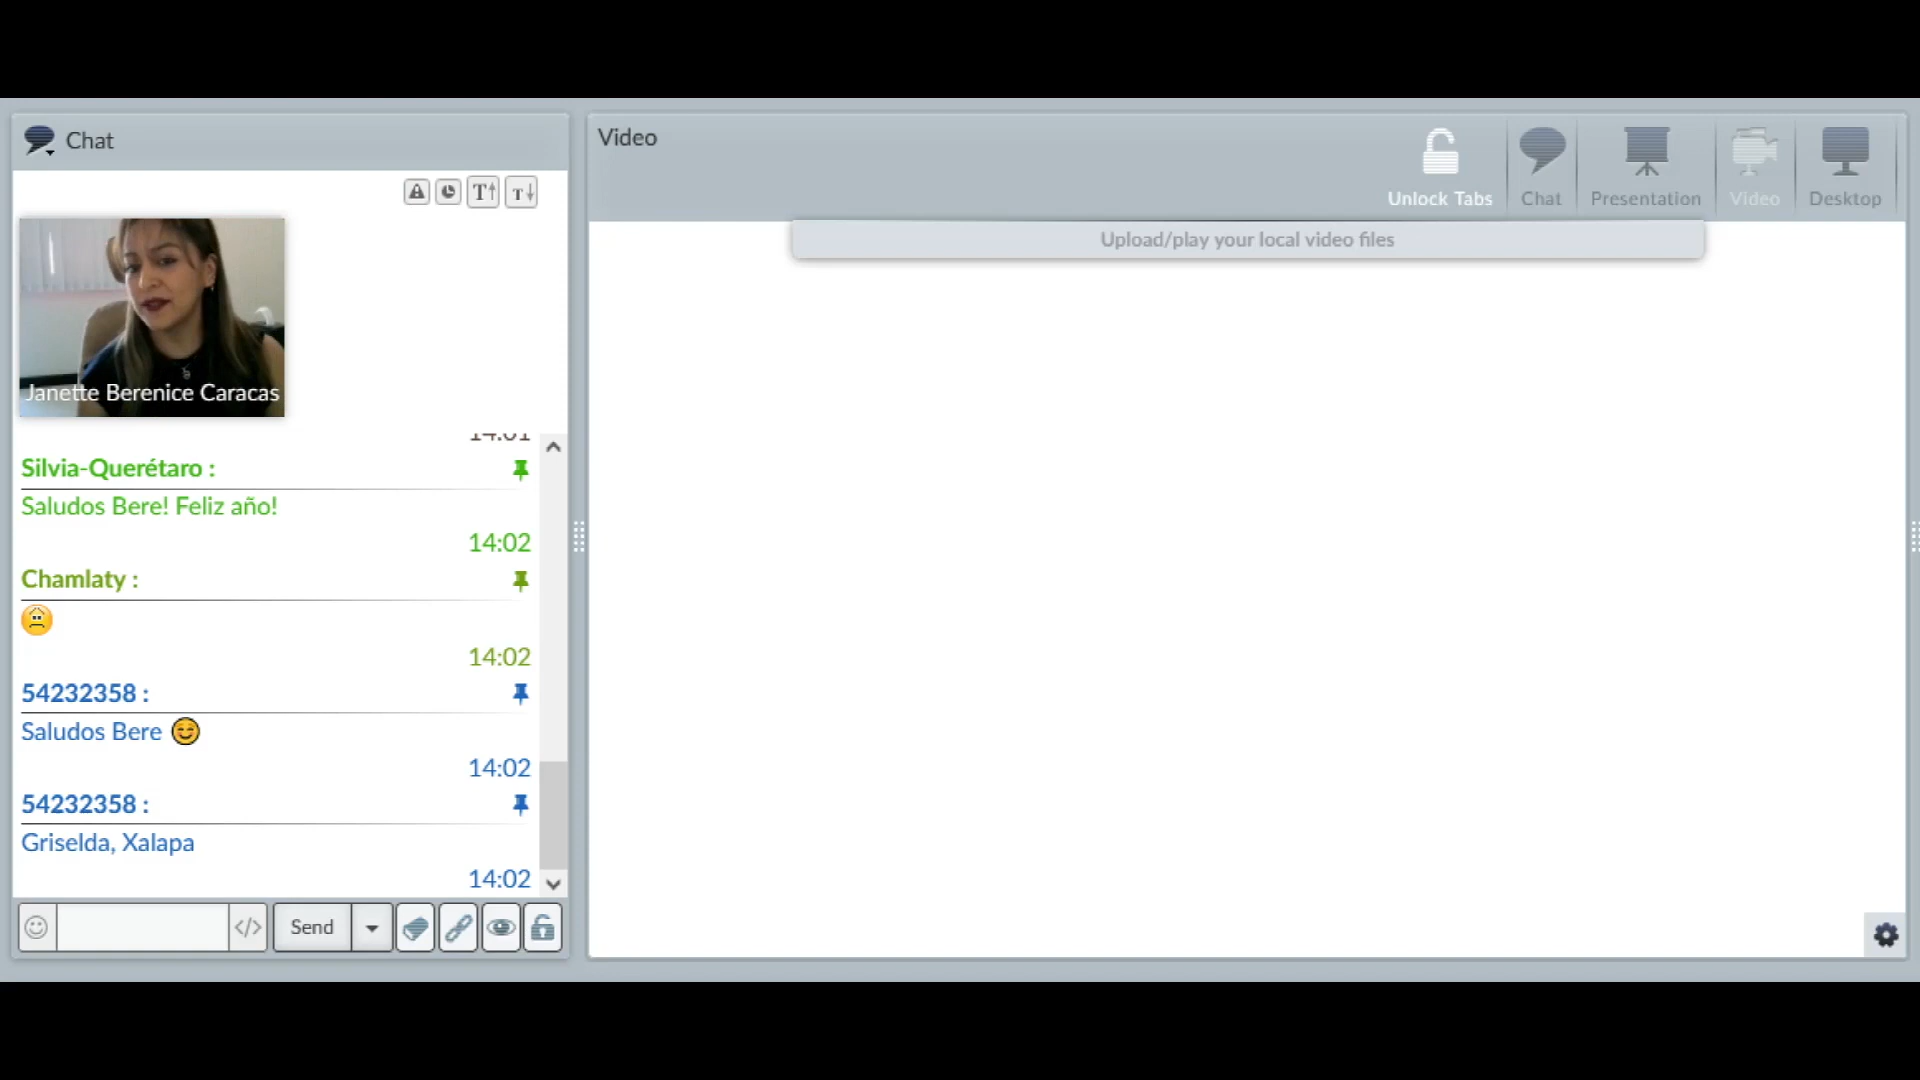 Chat
Video
Unlock Tabs
Chat
Presentation
Video
Desktop
Upload/play your local video files
Janette Berenice Caracas
14:01
Silvia-Querétaro :
Saludos Bere! Feliz año!
14:02
Chamlaty :
14:02
54232358 :
Saludos Bere
14:02
54232358 :
Griselda, Xalapa
14:02
Send